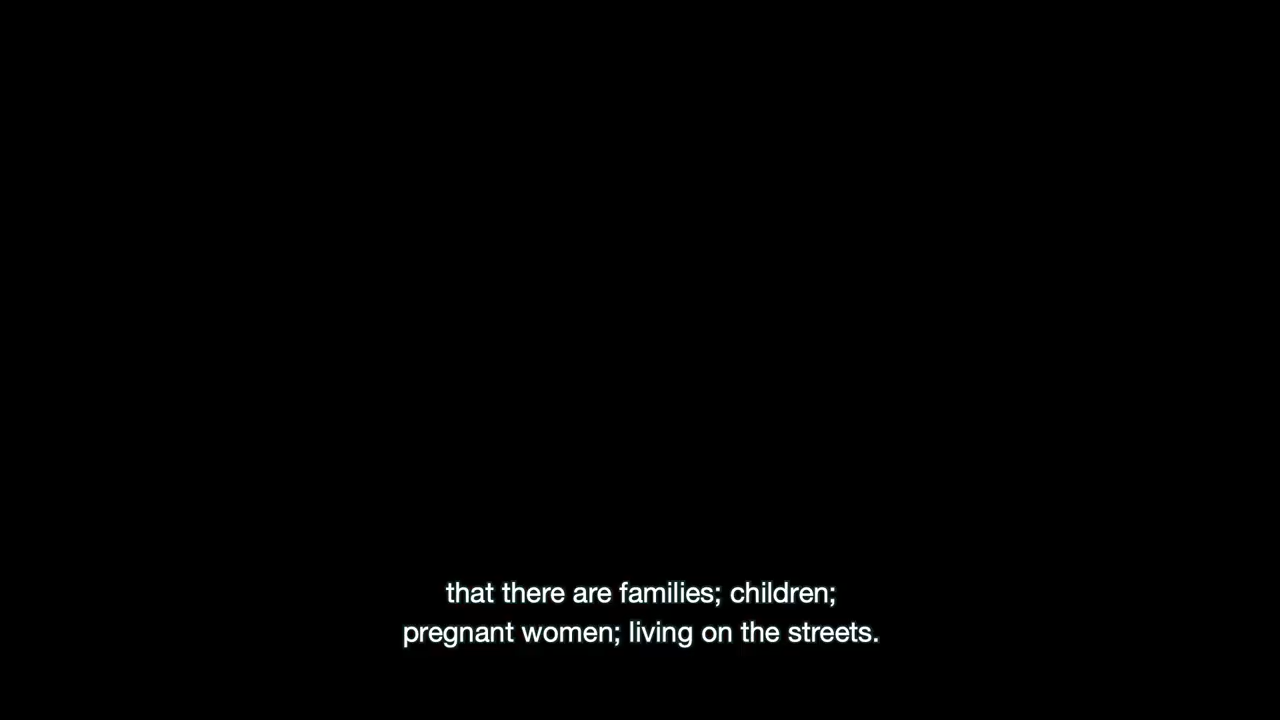 that there are families; children;
pregnant women; living on the streets.